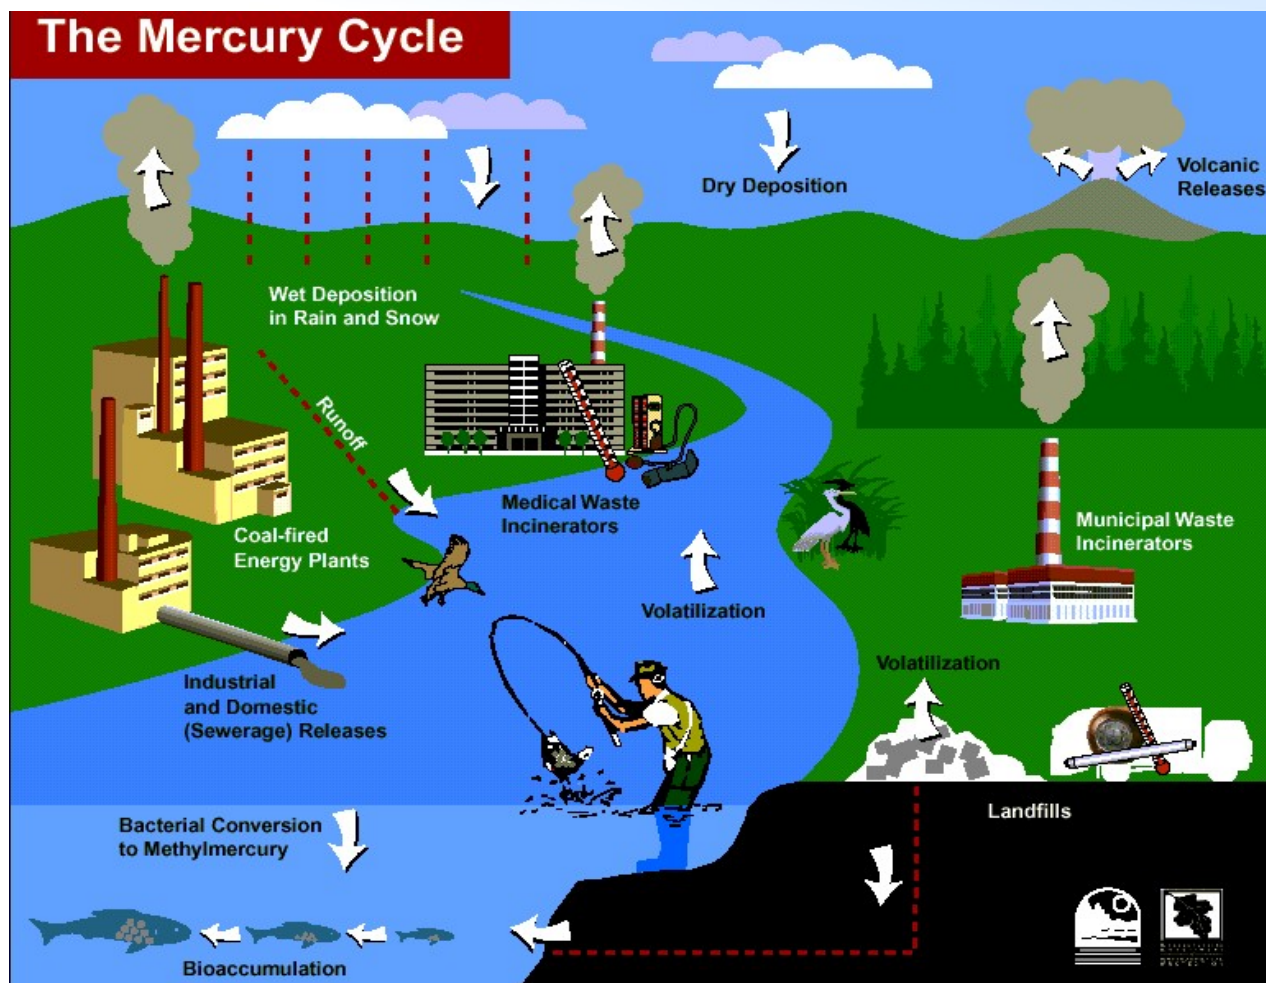 The Mercury Cycle
Volcanic
Releases
Dry Deposition
Wet Deposition
in Rain and Snow
Runoff
Medical Waste
Incinerators
Municipal Waste
Incinerators
Coal-fired
Energy Plants
Volatilization
Volatilization
Industrial
and Domestic
(Sewerage) Releases
Landfills
Bacterial Conversion
to Methylmercury
Bioaccumulation